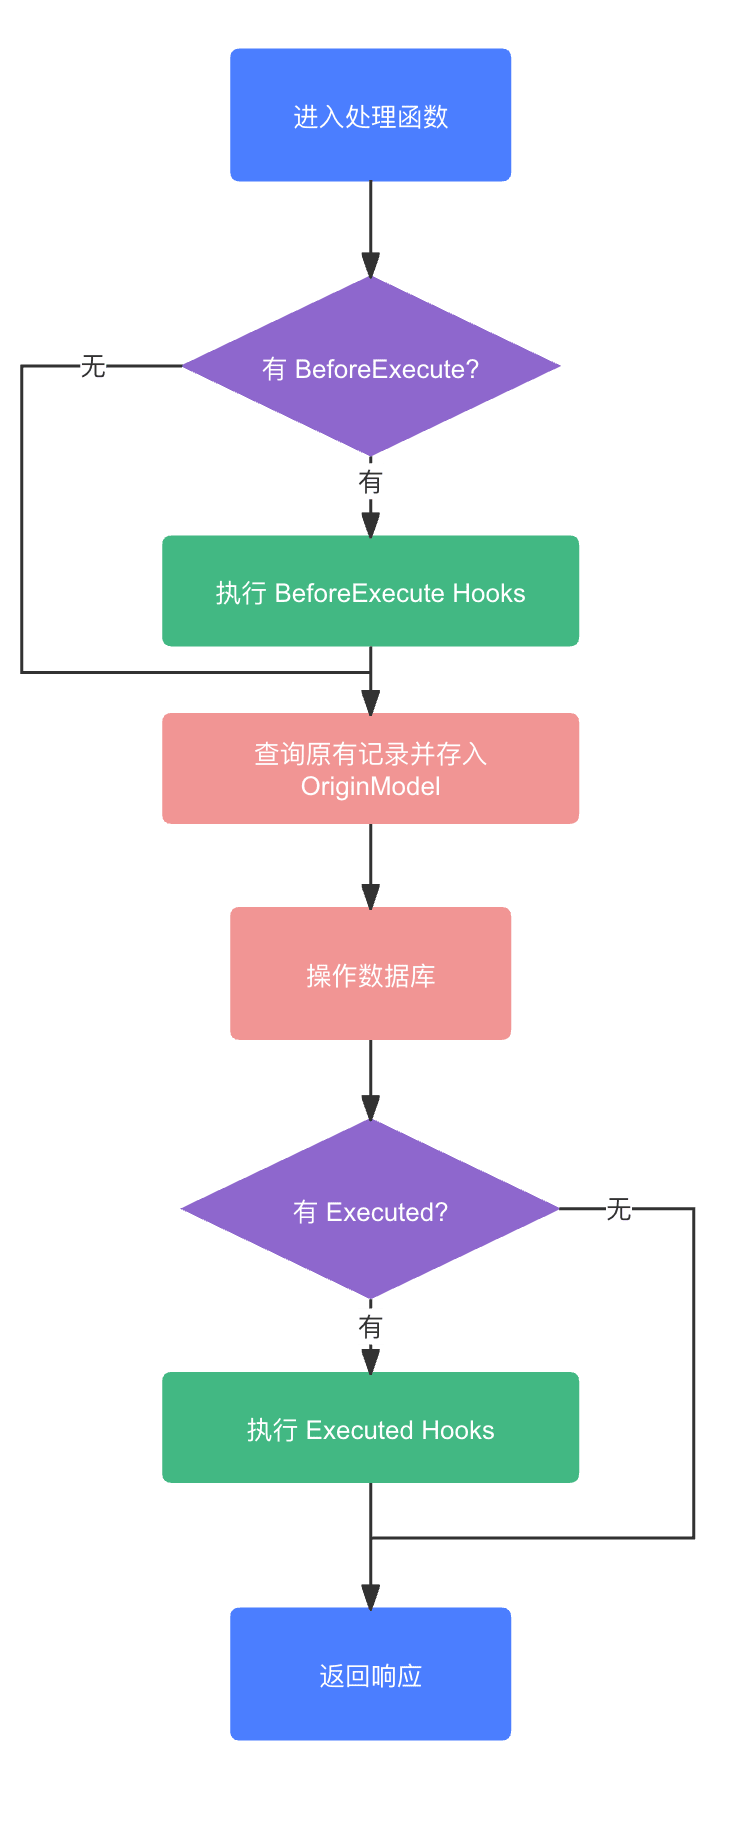 进入处理函数
有 BeforeExecute?
无
有
执行 BeforeExecute Hooks
查询原有记录并存入
OriginModel
操作数据库
有 Executed?
无
有
执行 Executed Hooks
返回响应